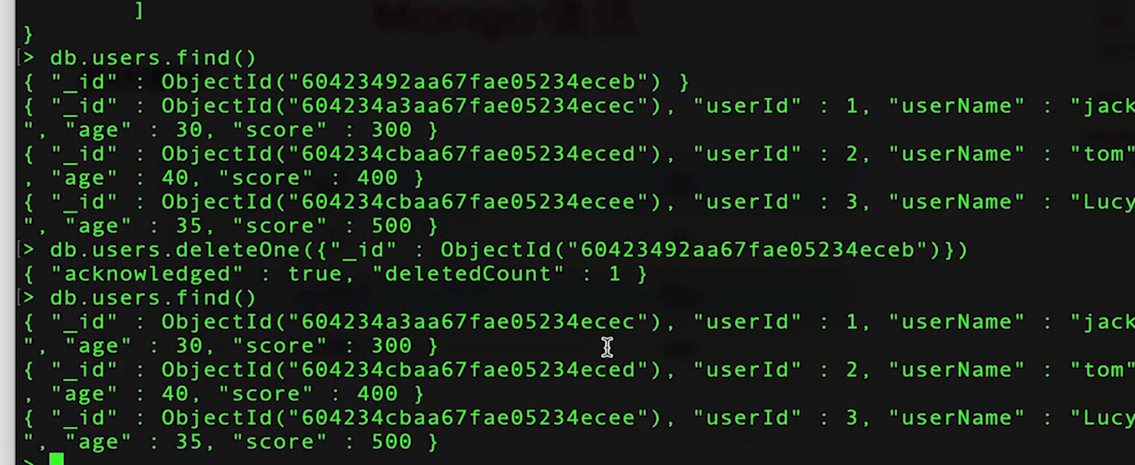 ]
}
> db.users.find()
{ "_id" : ObjectId("60423492aa67fae05234eceb") }
{ "_id" : ObjectId("604234a3aa67fae05234ecec"), "userId" : 1, "userName" : "jack
", "age" : 30, "score" : 300 }
{ "_id" : ObjectId("604234cbaa67fae05234eced"), "userId" : 2, "userName" : "tom"
, "age" : 40, "score" : 400 }
{ "_id" : ObjectId("604234cbaa67fae05234ecee"), "userId" : 3, "userName" : "Lucy
", "age" : 35, "score" : 500 }
> db.users.deleteOne({"_id" : ObjectId("60423492aa67fae05234eceb")})
{ "acknowledged" : true, "deletedCount" : 1 }
> db.users.find()
{ "_id" : ObjectId("604234a3aa67fae05234ecec"), "userId" : 1, "userName" : "jack
", "age" : 30, "score" : 300 }
{ "_id" : ObjectId("604234cbaa67fae05234eced"), "userId" : 2, "userName" : "tom"
, "age" : 40, "score" : 400 }
{ "_id" : ObjectId("604234cbaa67fae05234ecee"), "userId" : 3, "userName" : "Lucy
", "age" : 35, "score" : 500 }
>